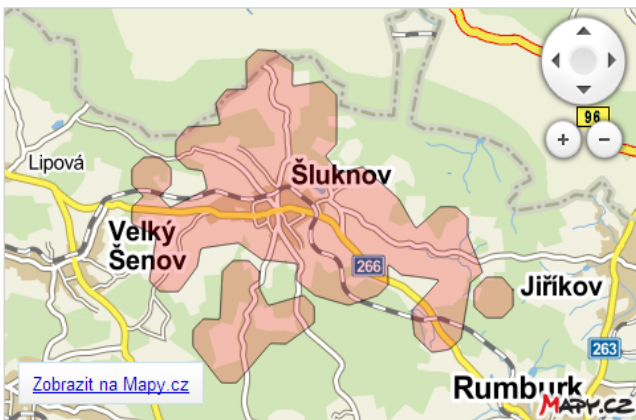 96
+
−
Lipová
Šluknov
Velký
Šenov
266
Jiříkov
263
Zobrazit na Mapy.cz
Rumburk
MAPY.CZ